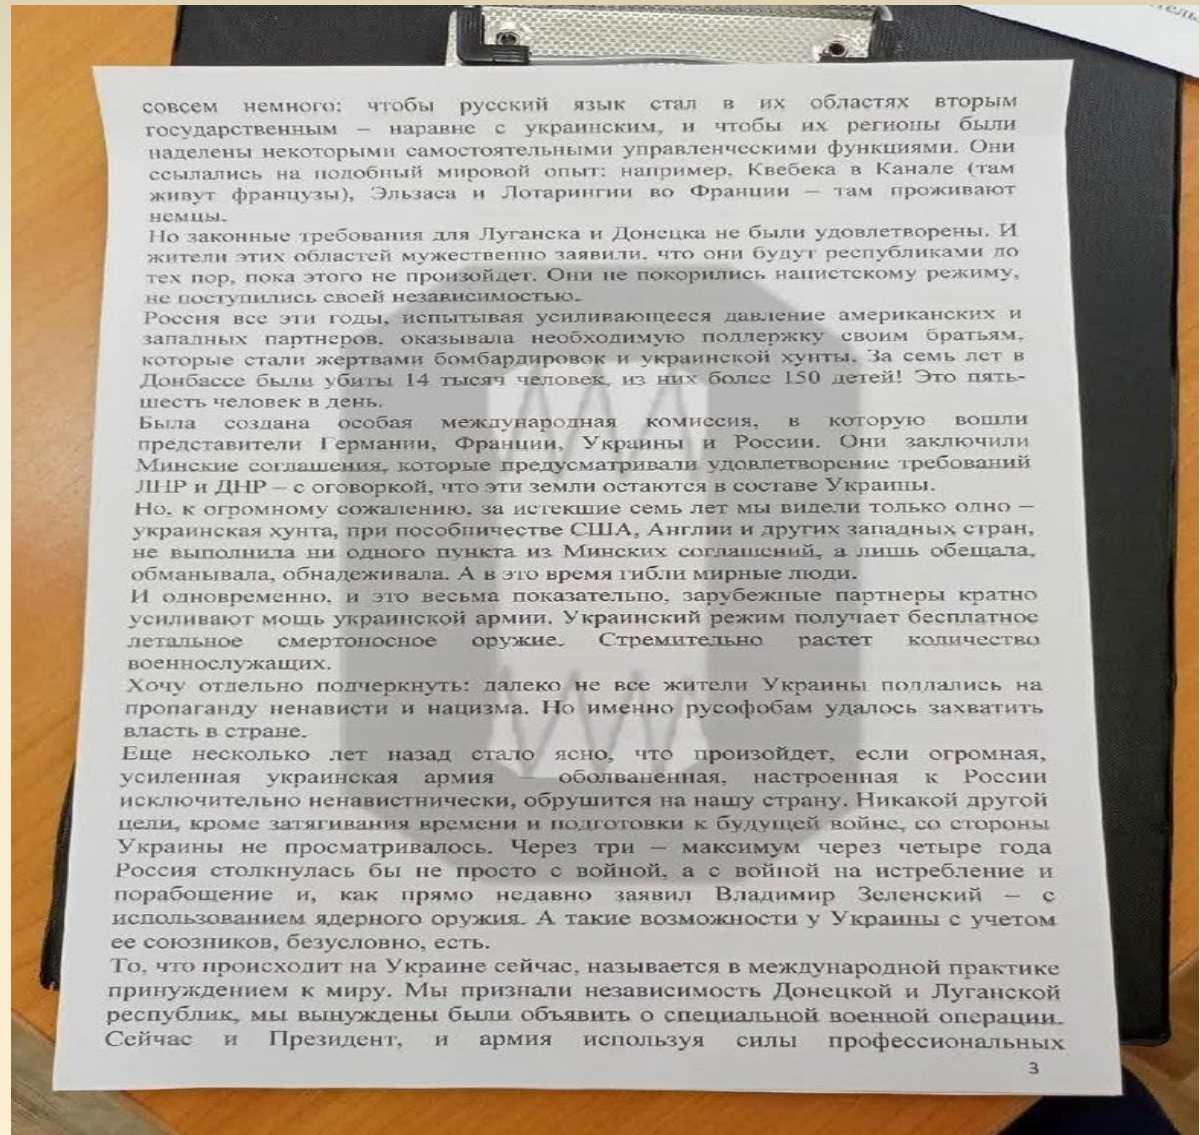 совсем немного: чтобы русский язык стал в их областях вторым
государственным – наравне с украинским, и чтобы их регионы были
наделены некоторыми самостоятельными управленческими функциями. Они
ссылались на подобный мировой опыт: например, Квебека в Канале (там
живут французы), Эльзаса и Лотарингии во Франции – там проживают
немцы.
Но законные требования для Луганска и Донецка не были удовлетворены. И
жители этих областей мужественно заявили, что они будут республиками до
тех пор, пока этого не произойдет. Они не покорились нацистскому режиму,
не поступились своей независимостью.
Россия все эти годы, испытывая усиливающееся давление американских и
западных партнеров, оказывала необходимую поддержку своим братьям,
которые стали жертвами бомбардировок и украинской хунты. За семь лет в
Донбассе были убиты 14 тысяч человек, из них более 150 детей! Это пять-
шесть человек в день.
Была создана особая международная комиссия, в которую вошли
представители Германии, Франции, Украины и России. Они заключили
Минские соглашения, которые предусматривали удовлетворение требований
ЛНР и ДНР – с оговоркой, что эти земли остаются в составе Украины.
Но, к огромному сожалению, за истекшие семь лет мы видели только одно –
украинская хунта, при пособничестве США, Англии и других западных стран,
не выполнила ни одного пункта из Минских соглашений, а лишь обещала,
обманывала, обнадеживала. А в это время гибли мирные люди.
И одновременно, и это весьма показательно, зарубежные партнеры кратно
усиливают мощь украинской армии. Украинский режим получает бесплатное
летальное смертоносное оружие. Стремительно растет количество
военнослужащих.
Хочу отдельно подчеркнуть: далеко не все жители Украины поддались на
пропаганду ненависти и нацизма. Но именно русофобам удалось захватить
власть в стране.
Еще несколько лет назад стало ясно, что произойдет, если огромная,
усиленная украинская армия – оболваненная, настроенная к России
исключительно ненавистнически, обрушится на нашу страну. Никакой другой
цели, кроме затягивания времени и подготовки к будущей войне, со стороны
Украины не просматривалось. Через три – максимум через четыре года
Россия столкнулась бы не просто с войной, а с войной на истребление и
порабощение и, как прямо недавно заявил Владимир Зеленский – с
использованием ядерного оружия. А такие возможности у Украины с учетом
ее союзников, безусловно, есть.
То, что происходит на Украине сейчас, называется в международной практике
принуждением к миру. Мы признали независимость Донецкой и Луганской
республик, мы вынуждены были объявить о специальной военной операции.
Сейчас и Президент, и армия используя силы профессиональных
3